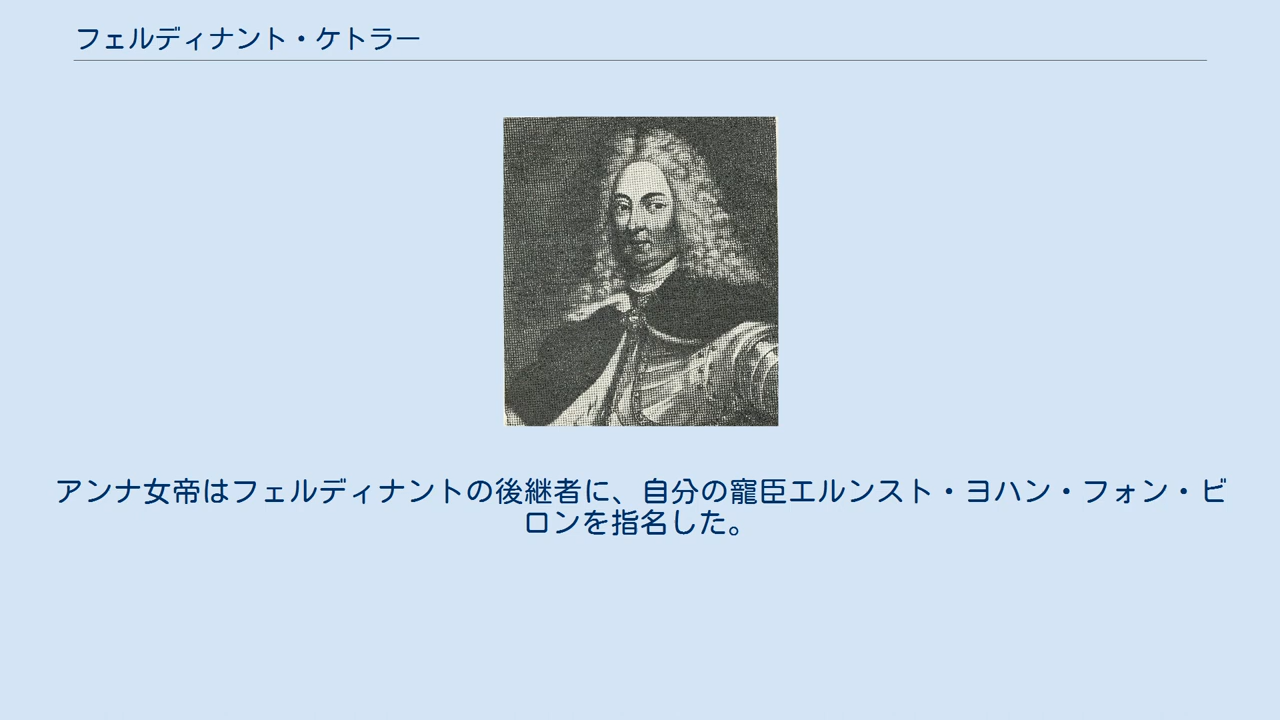 フェルディナント・ケトラー
アンナ女帝はフェルディナントの後継者に、自分の寵臣エルンスト・ヨハン・フォン・ビ
ロンを指名した。